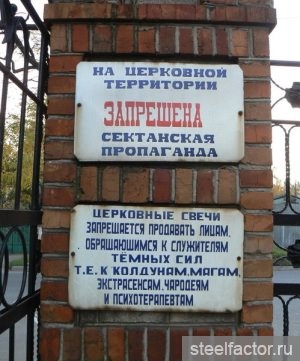 НА ЦЕРКОВНОЙ
ТЕРРИТОРИИ
ЗАПРЕШЕНА
СЕКТАНСКАЯ
ПРОПАГАНДА
ЦЕРКОВНЫЕ СВЕЧИ
ЗАПРЕЩАЕТСЯ ПРОДАВАТЬ ЛИЦАМ,
ОБРАЩАЮЩИМСЯ К СЛУЖИТЕЛЯМ
ТЁМНЫХ СИЛ
Т.Е. К КОЛДУНАМ, МАГАМ,
ЭКСТРАСЕНСАМ, ЧАРОДЕЯМ
И ПСИХОТЕРАПЕВТАМ
steelfactor.ru